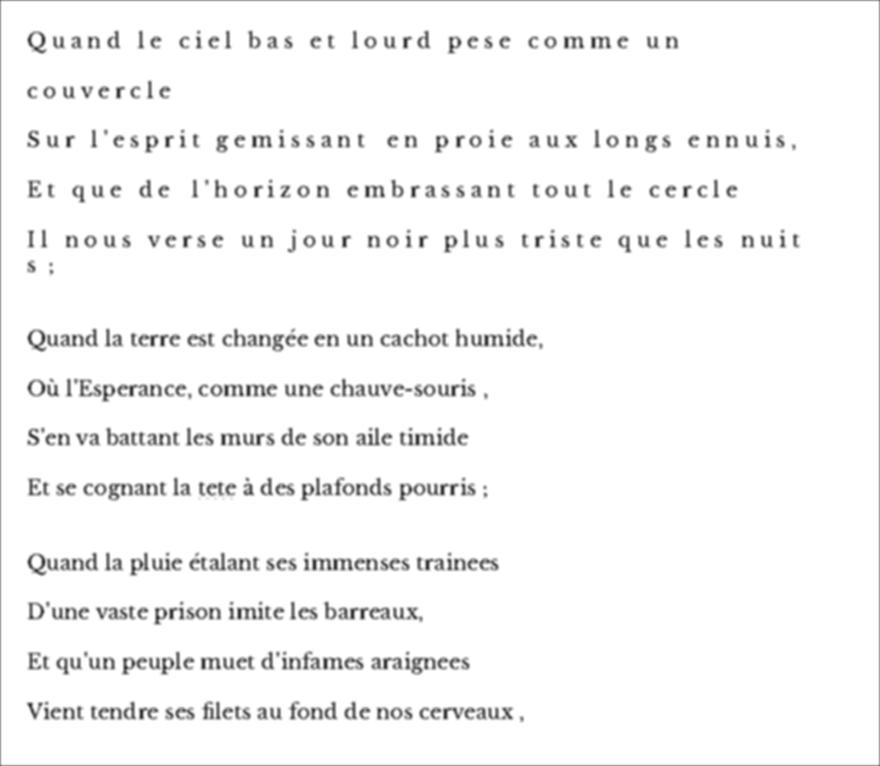 Quand le ciel bas et lourd pese comme un
couvercle
Sur l'esprit gemissant en proie aux longs ennuis,
Et que de l'horizon embrassant tout le cercle
Il nous verse un jour noir plus triste que les nuit
s ;
Quand la terre est changée en un cachot humide,
Où l'Esperance, comme une chauve-souris ,
S'en va battant les murs de son aile timide
Et se cognant la tete à des plafonds pourris ;
Quand la pluie étalant ses immenses trainees
D'une vaste prison imite les barreaux,
Et qu'un peuple muet d'infames araignees
Vient tendre ses filets au fond de nos cerveaux ,